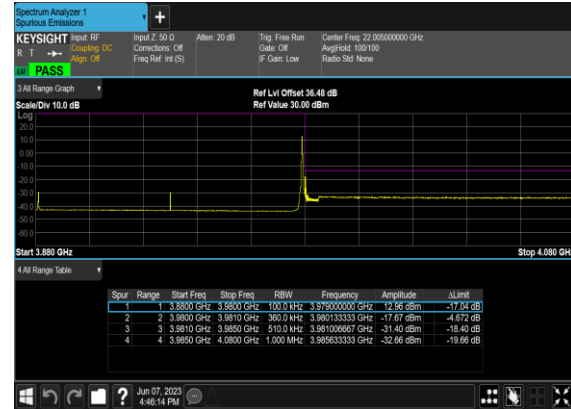 Spectrum Analyzer 1
Spurious Emissions
KEYSIGHT Input: RF Input Z: 50 Ω Atten: 20 dB Trig: Free Run Center Freq: 22.005000000 GHz
R T Coupling: DC Corrections: Off Gate: Off Avg|Hold: 100/100
Align: Off Freq Ref: Int (S) IF Gain: Low Radio Std: None
PASS
3 All Range Graph Ref Lvl Offset 36.48 dB
Scale/Div 10.0 dB Ref Value 30.00 dBm
Log
20.0
10.0
0.00
-10.0
-20.0
-30.0
-40.0
-50.0
-60.0
Start 3.880 GHz Stop 4.080 GH
4 All Range Table
Spur Range Start Freq Stop Freq RBW Frequency Amplitude ΔLimit
1 1 3.8800 GHz 3.9800 GHz 100.0 kHz 3.979000000 GHz 12.96 dBm -17.04 dB
2 2 3.9800 GHz 3.9810 GHz 360.0 kHz 3.980133333 GHz -17.67 dBm -4.672 dB
3 3 3.9810 GHz 3.9850 GHz 510.0 kHz 3.981006667 GHz -31.40 dBm -18.40 dB
4 4 3.9850 GHz 4.0800 GHz 1.000 MHz 3.985633333 GHz -32.66 dBm -19.66 dB
? Jun 07, 2023
4:46:14 PM